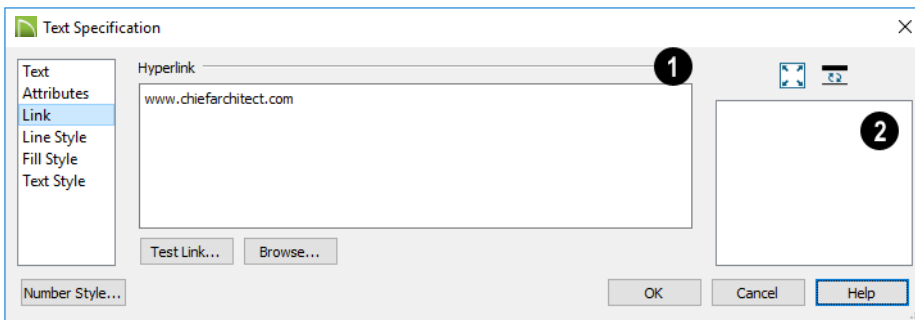 Text Specification
Text
Attributes
Link
Line Style
Fill Style
Text Style
Hyperlink
1
www.chiefarchitect.com
2
Test Link...
Browse...
Number Style...
OK
Cancel
Help